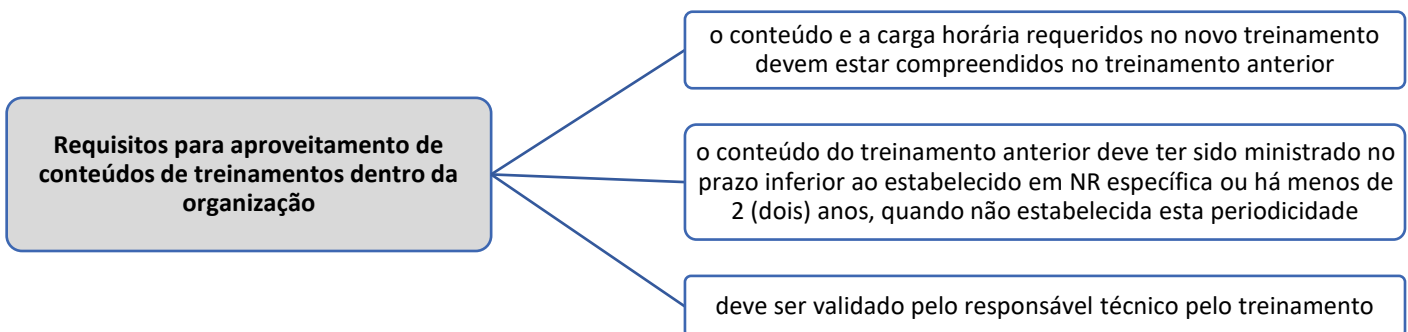 Requisitos para aproveitamento de
conteúdos de treinamentos dentro da
organização
o conteúdo e a carga horária requeridos no novo treinamento
devem estar compreendidos no treinamento anterior
o conteúdo do treinamento anterior deve ter sido ministrado no
prazo inferior ao estabelecido em NR específica ou há menos de
2 (dois) anos, quando não estabelecida esta periodicidade
deve ser validado pelo responsável técnico pelo treinamento